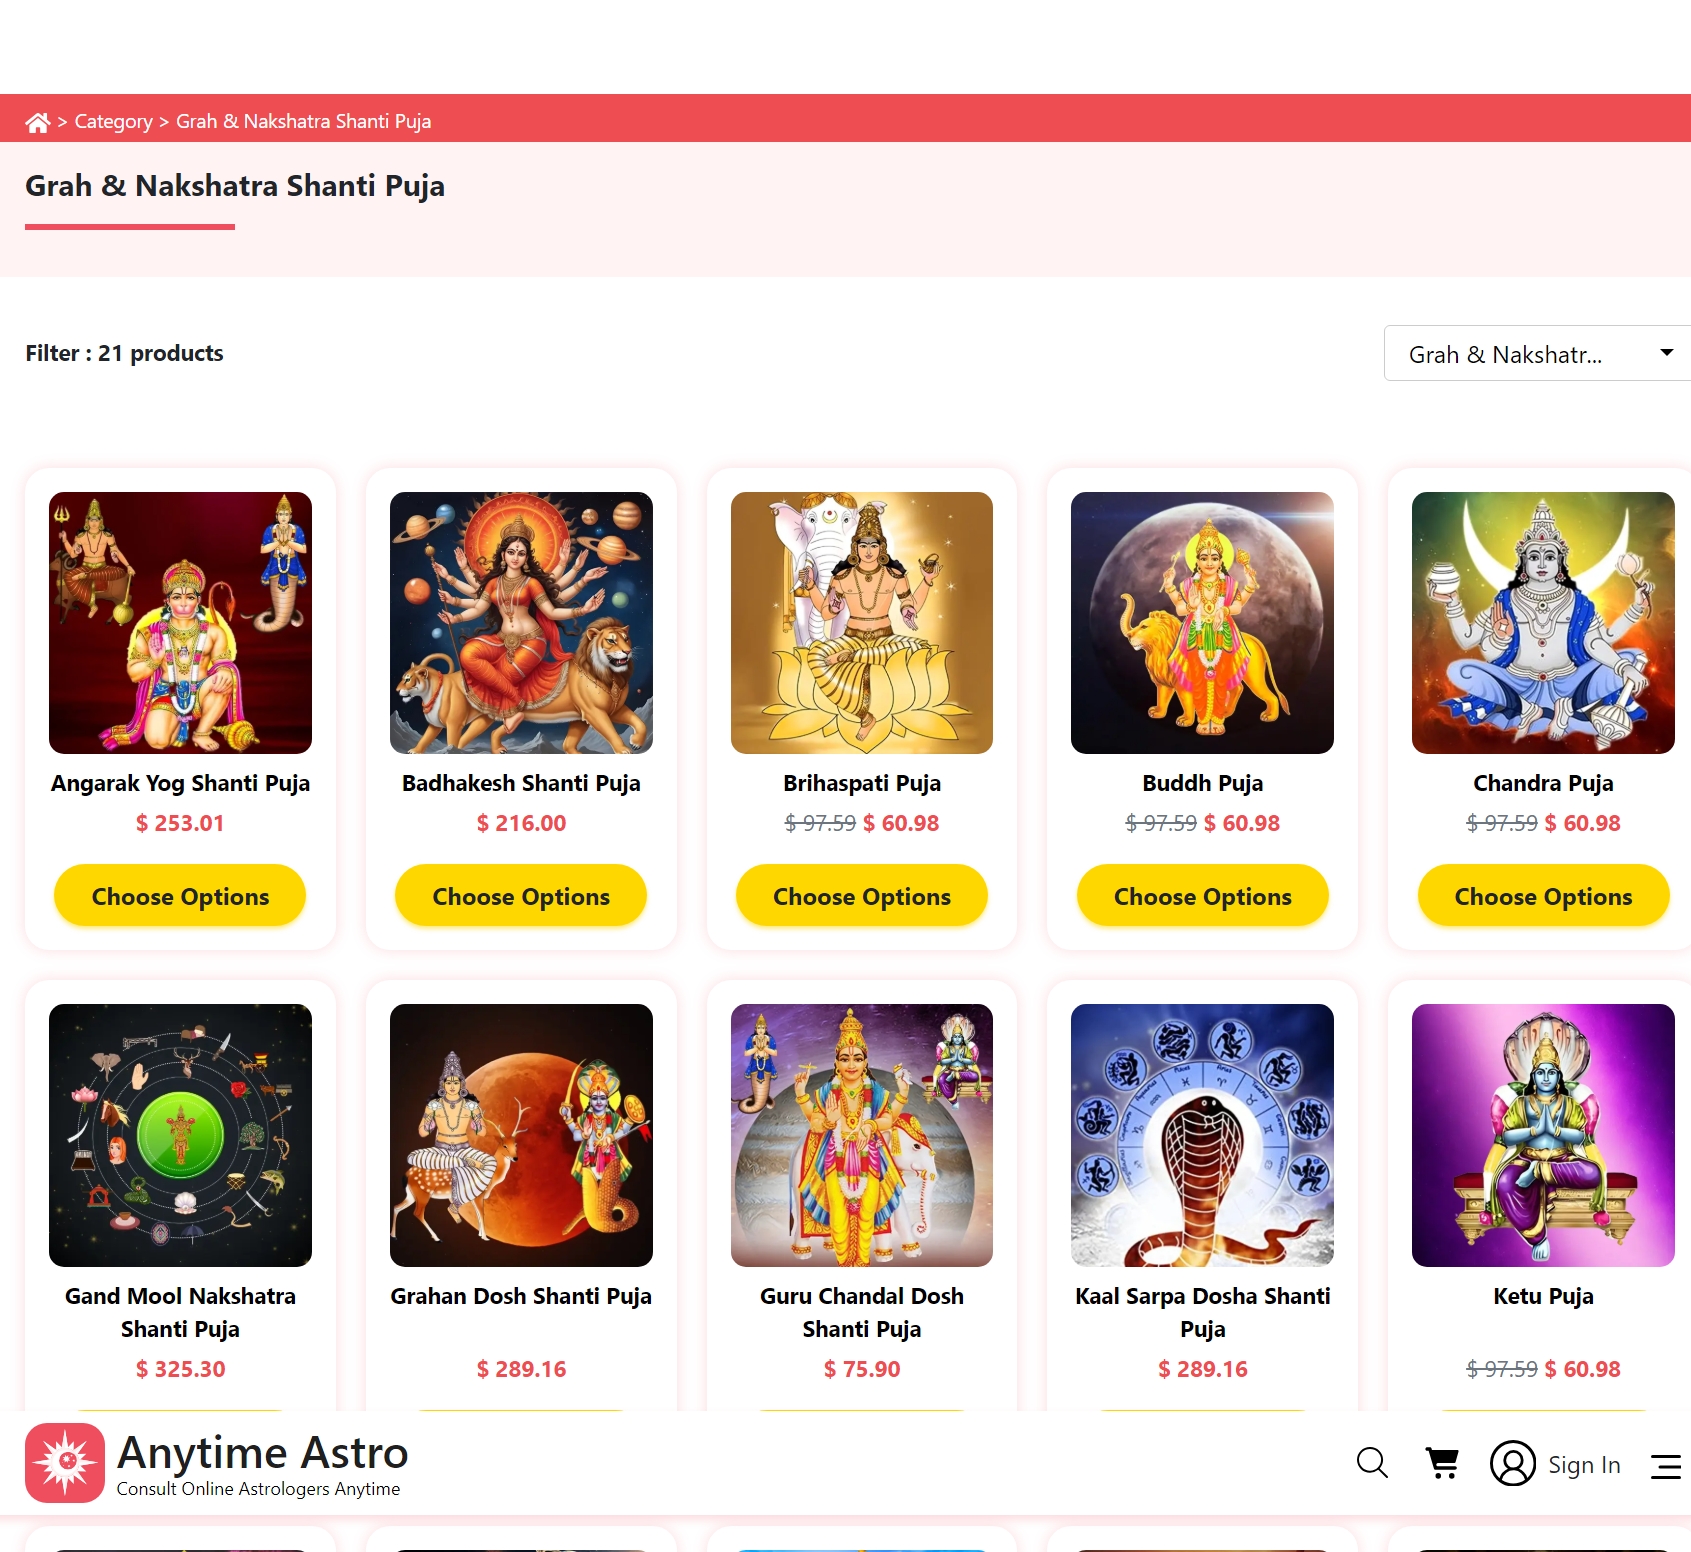 > Category > Grah & Nakshatra Shanti Puja
Grah & Nakshatra Shanti Puja
Filter : 21 products
Grah & Nakshatr...
Angarak Yog Shanti Puja
$ 253.01
Choose Options
Badhakesh Shanti Puja
$ 216.00
Choose Options
Brihaspati Puja
$ 97.59 $ 60.98
Choose Options
Buddh Puja
$ 97.59 $ 60.98
Choose Options
Chandra Puja
$ 97.59 $ 60.98
Choose Options
Gand Mool Nakshatra
Shanti Puja
$ 325.30
Grahan Dosh Shanti Puja
$ 289.16
Guru Chandal Dosh
Shanti Puja
$ 75.90
Kaal Sarpa Dosha Shanti
Puja
$ 289.16
Ketu Puja
$ 97.59 $ 60.98
Anytime Astro
Consult Online Astrologers Anytime
Sign In